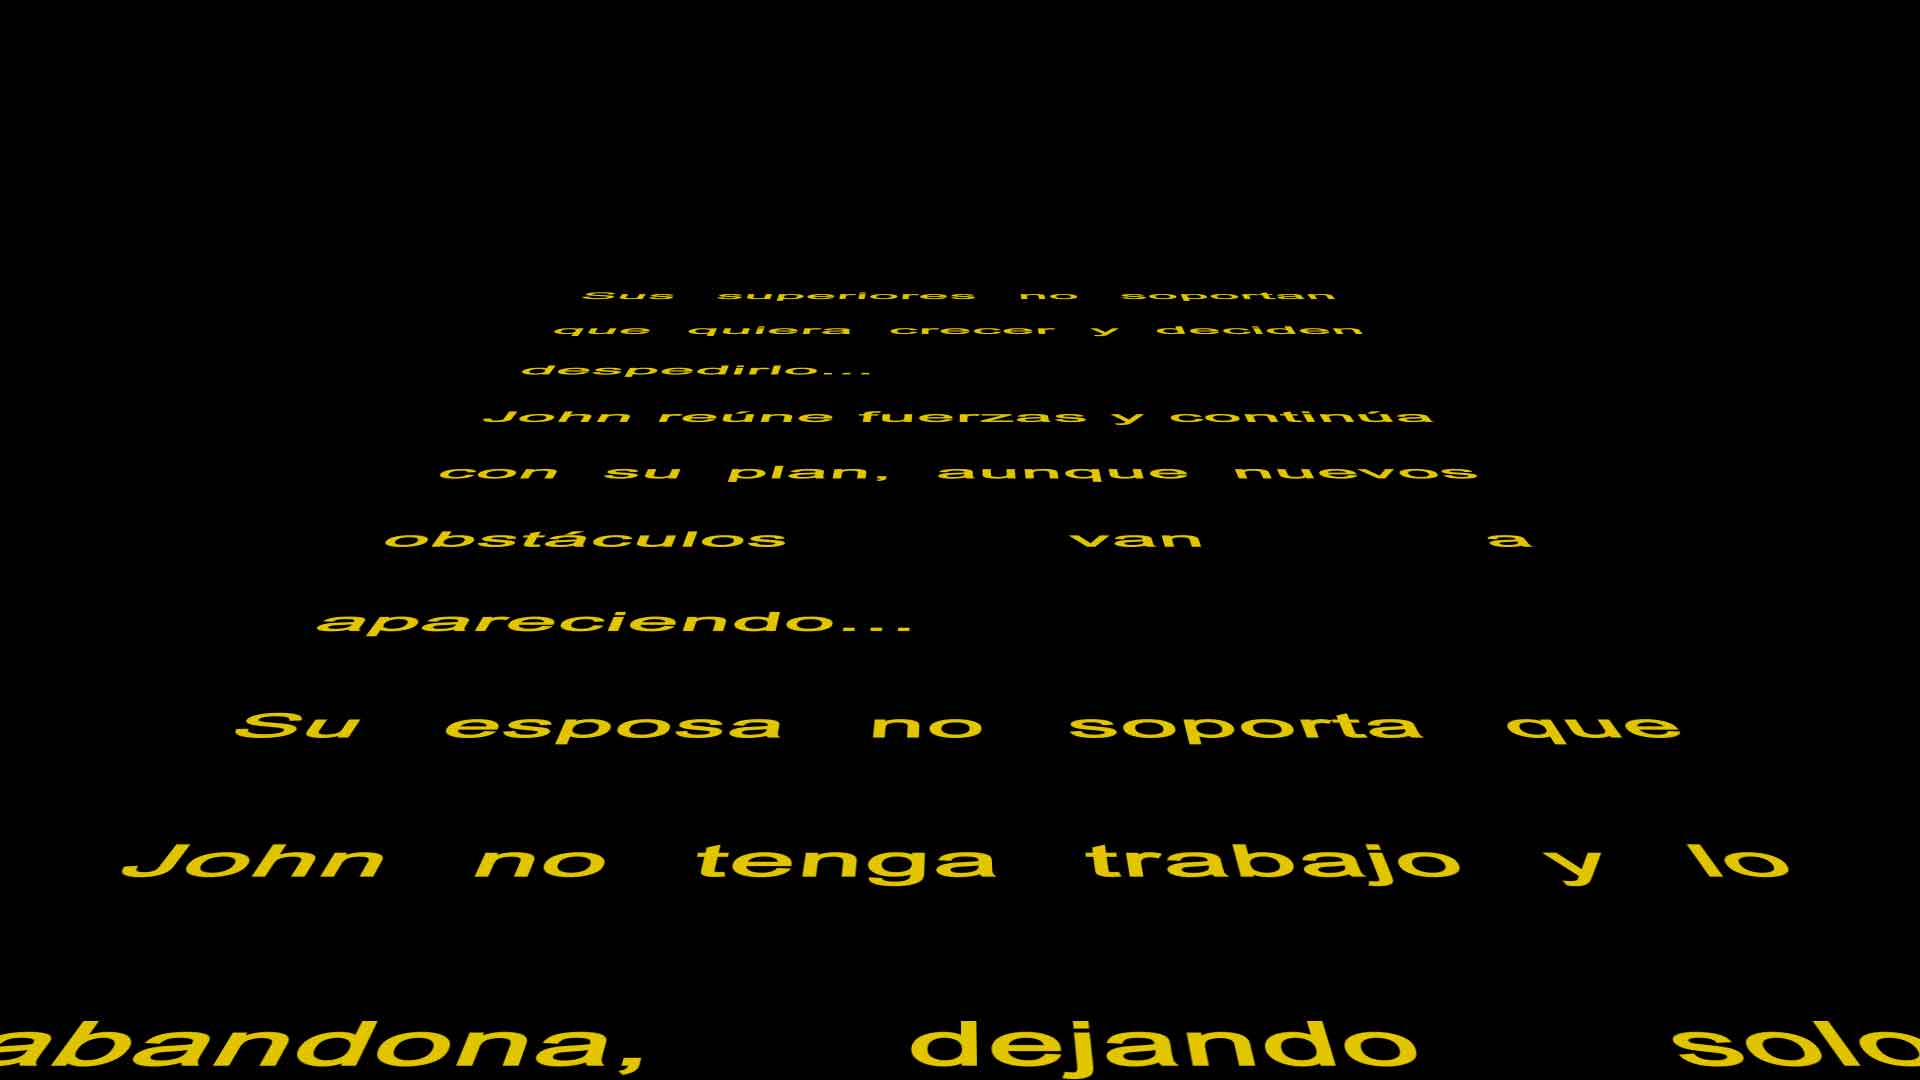 Sus superiores no soportan
que quiera crecer y deciden
despedirlo...
John reúne fuerzas y continúa
con su plan, aunque nuevos
obstáculos van a
apareciendo...
Su esposa no soporta que
John no tenga trabajo y lo
abandona, dejando solo